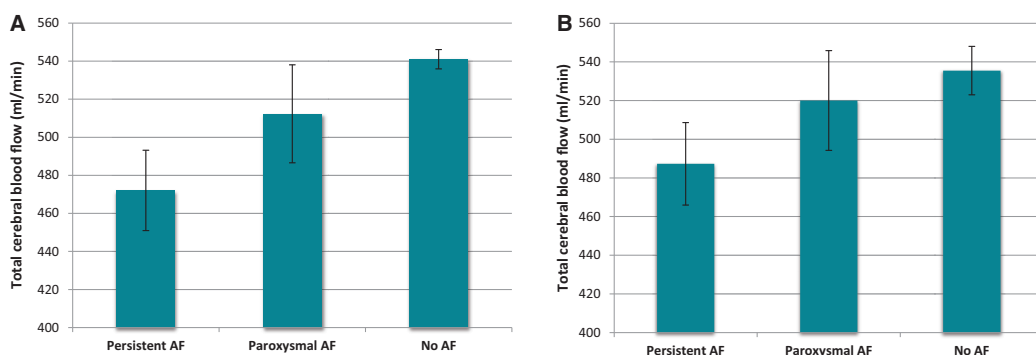 A
Total cerebral blood flow (ml/min)
560
540
520
500
480
460
440
420
400
Persistent AF
Paroxysmal AF
No AF
B
Total cerebral blood flow (ml/min)
560
540
520
500
480
460
440
420
400
Persistent AF
Paroxysmal AF
No AF